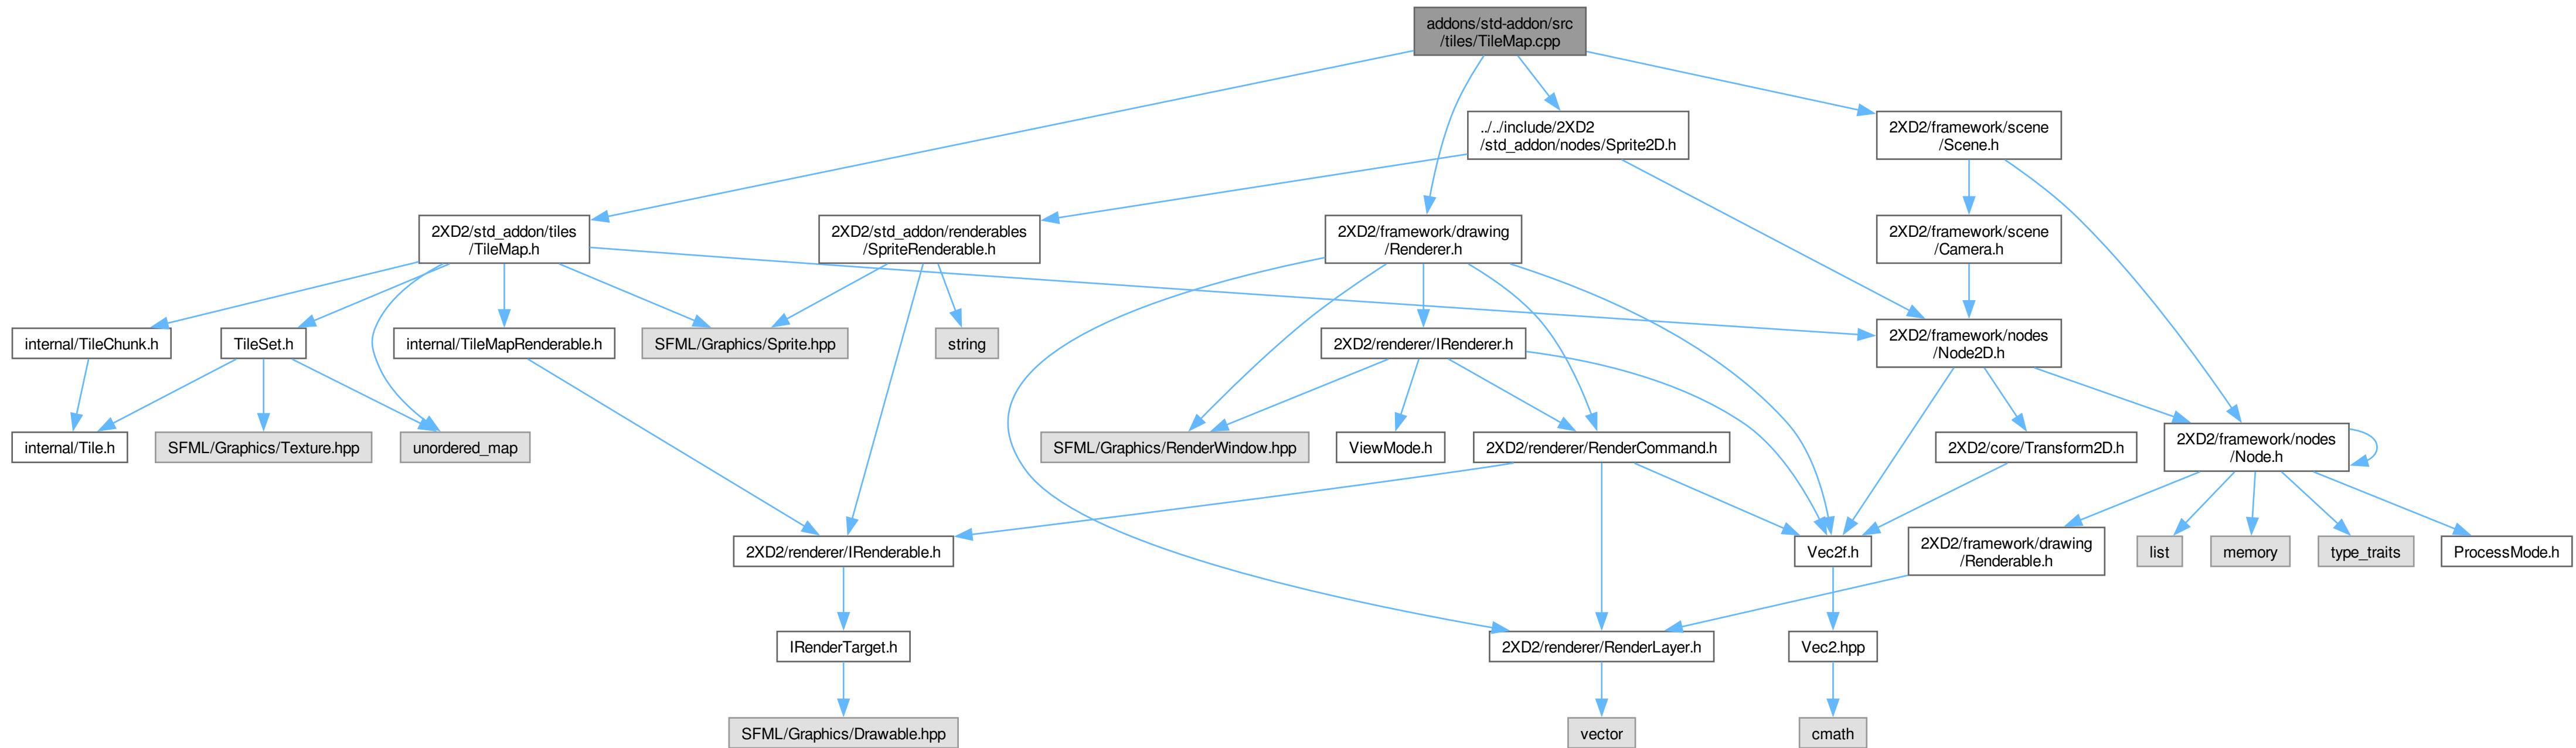 addons/std-addon/src
/tiles/TileMap.cpp
../../include/2XD2
/std_addon/nodes/Sprite2D.h
2XD2/framework/scene
/Scene.h
2XD2/std_addon/tiles
/TileMap.h
2XD2/std_addon/renderables
/SpriteRenderable.h
2XD2/framework/drawing
/Renderer.h
2XD2/framework/scene
/Camera.h
internal/TileChunk.h
TileSet.h
internal/TileMapRenderable.h
SFML/Graphics/Sprite.hpp
string
2XD2/renderer/IRenderer.h
2XD2/framework/nodes
/Node2D.h
internal/Tile.h
SFML/Graphics/Texture.hpp
unordered_map
SFML/Graphics/RenderWindow.hpp
ViewMode.h
2XD2/renderer/RenderCommand.h
2XD2/core/Transform2D.h
2XD2/framework/nodes
/Node.h
2XD2/renderer/IRenderable.h
Vec2f.h
2XD2/framework/drawing
/Renderable.h
list
memory
type_traits
ProcessMode.h
IRenderTarget.h
2XD2/renderer/RenderLayer.h
Vec2.hpp
SFML/Graphics/Drawable.hpp
vector
cmath